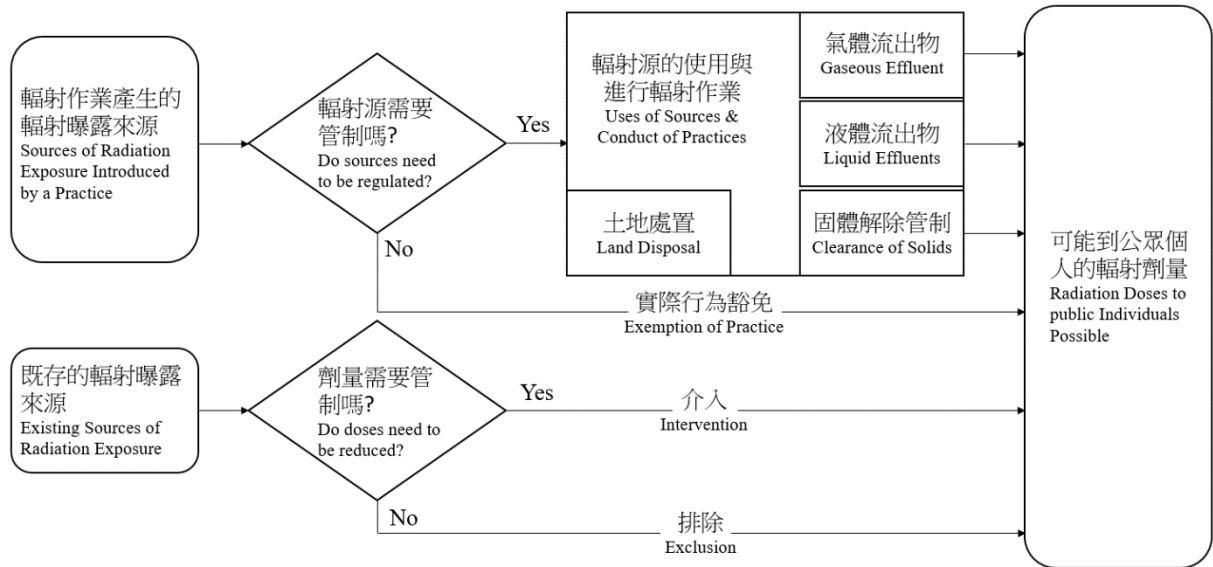 輻射作業產生的
輻射曝露來源
Sources of Radiation
Exposure Introduced
by a Practice
輻射源需要
管制嗎?
Do sources need
to be regulated?
Yes
No
輻射源的使用與
進行輻射作業
Uses of Sources &
Conduct of Practices
土地處置
Land Disposal
氣體流出物
Gaseous Effluent
液體流出物
Liquid Effluents
固體解除管制
Clearance of Solids
實際行為豁免
Exemption of Practice
既存的輻射曝露
來源
Existing Sources of
Radiation Exposure
劑量需要管
制嗎?
Do doses need to
be reduced?
Yes
介入
Intervention
No
排除
Exclusion
可能到公眾個
人的輻射劑量
Radiation Doses to
public Individuals
Possible